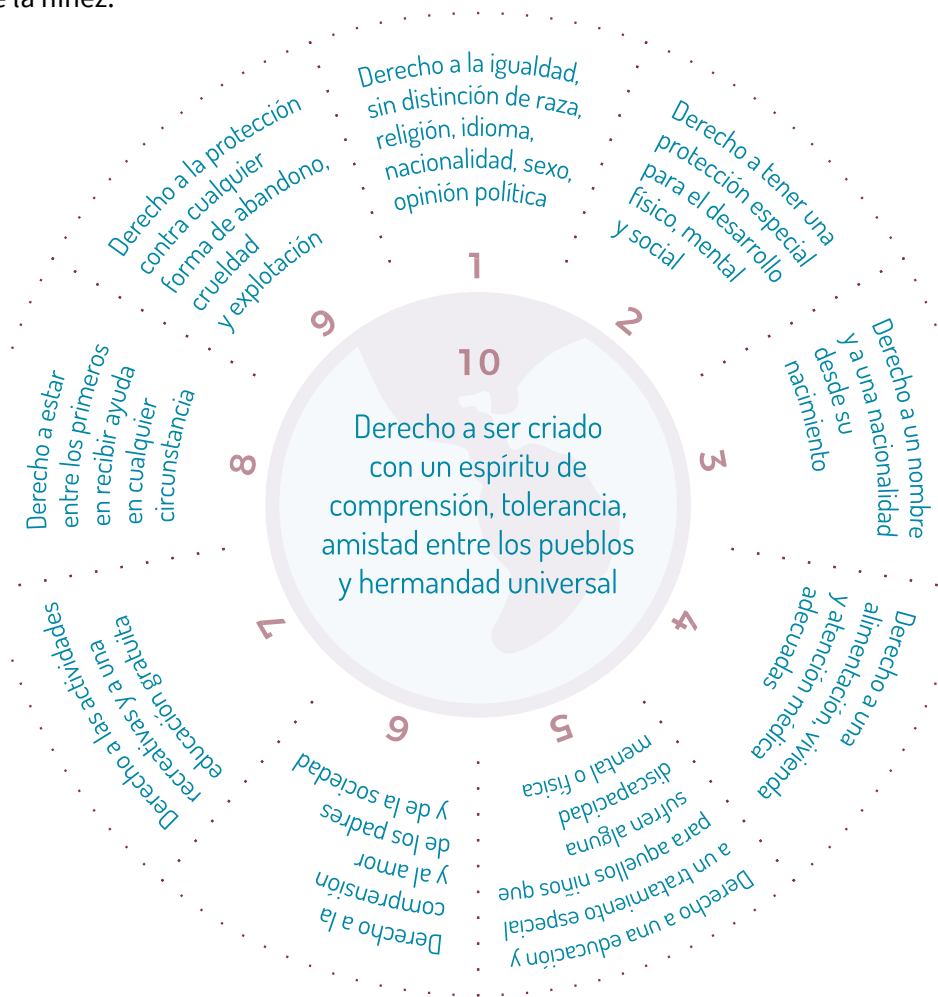 e la niñez.
Derecho a la igualdad,
sin distinción de raza,
religión, idioma,
nacionalidad, sexo,
opinión política
1
Derecho a tener una
protección especial
para el desarrollo
físico, mental
y social
2
Derecho a un nombre
y a una nacionalidad
desde su
nacimiento
3
Derecho a una
alimentación, vivienda
y atención médica
adecuadas
4
Derecho a una educación y
a un tratamiento especial
para aquellos niños que
sufren alguna
discapacidad
mental o física
5
Derecho a la
comprensión
y al amor
de los padres
y de la sociedad
6
Derecho a las actividades
recreativas y a una
educación gratuita
7
Derecho a estar
entre los primeros
en recibir ayuda
en cualquier
circunstancia
8
Derecho a la protección
contra cualquier
forma de abandono,
crueldad
y explotación
9
10
Derecho a ser criado
con un espíritu de
comprensión, tolerancia,
amistad entre los pueblos
y hermandad universal